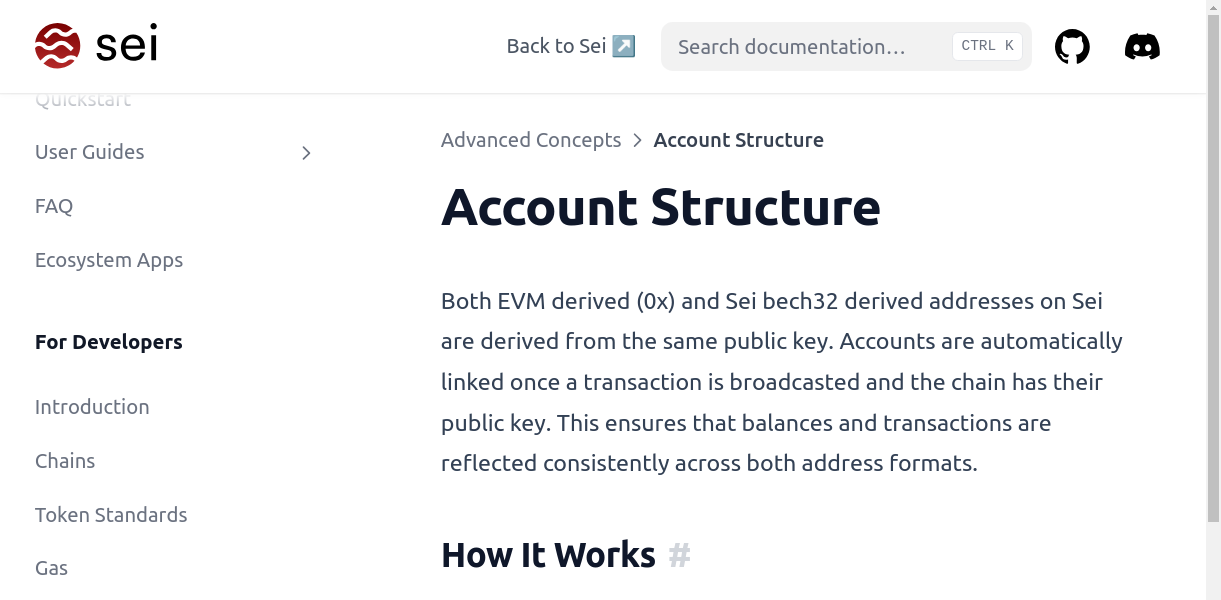 sei
Back to Sei ↗
Search documentation…
CTRL K
Quickstart
User Guides
FAQ
Ecosystem Apps
For Developers
Introduction
Chains
Token Standards
Gas
Advanced Concepts > Account Structure
Account Structure
Both EVM derived (0x) and Sei bech32 derived addresses on Sei
are derived from the same public key. Accounts are automatically
linked once a transaction is broadcasted and the chain has their
public key. This ensures that balances and transactions are
reflected consistently across both address formats.
How It Works #